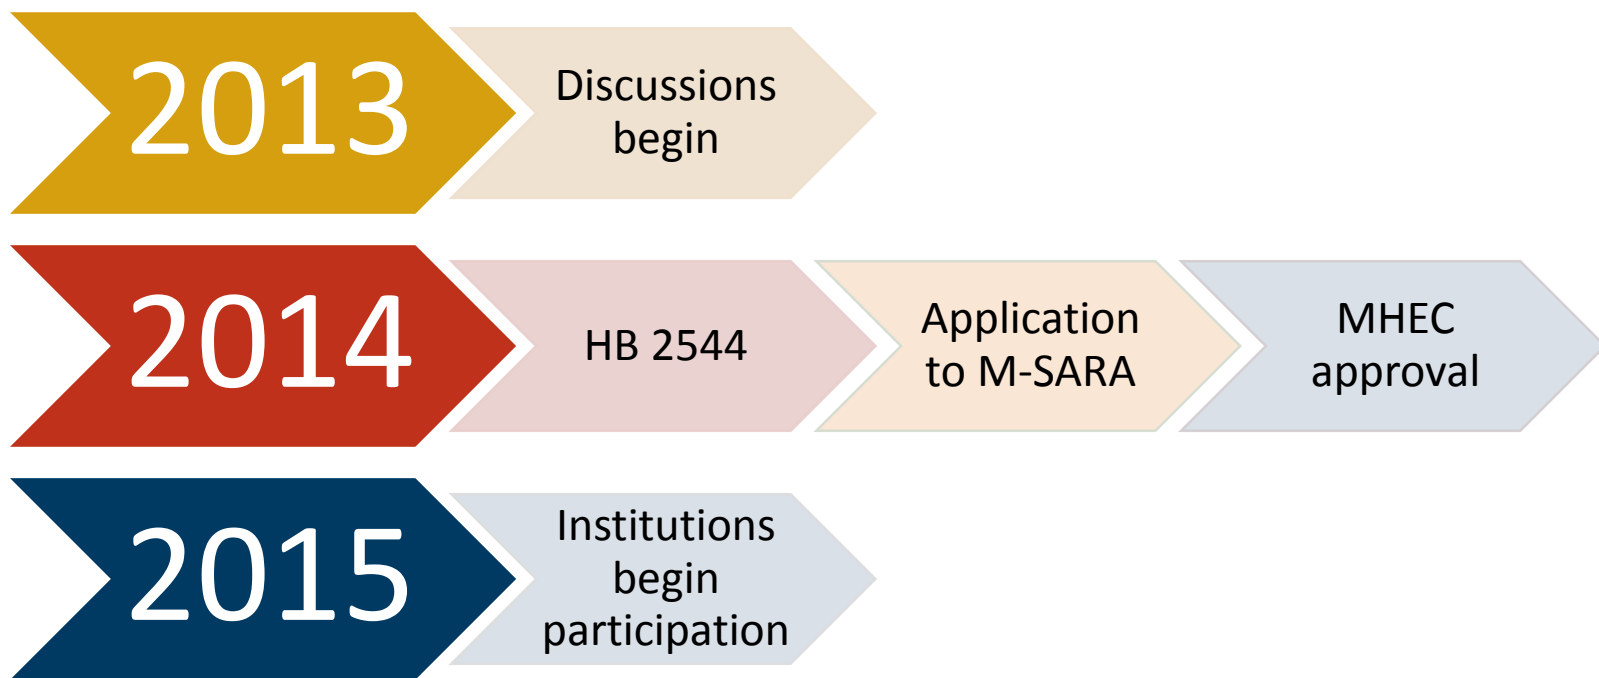 2013
Discussions
begin
2014
HB 2544
Application
to M-SARA
MHEC
approval
2015
Institutions
begin
participation